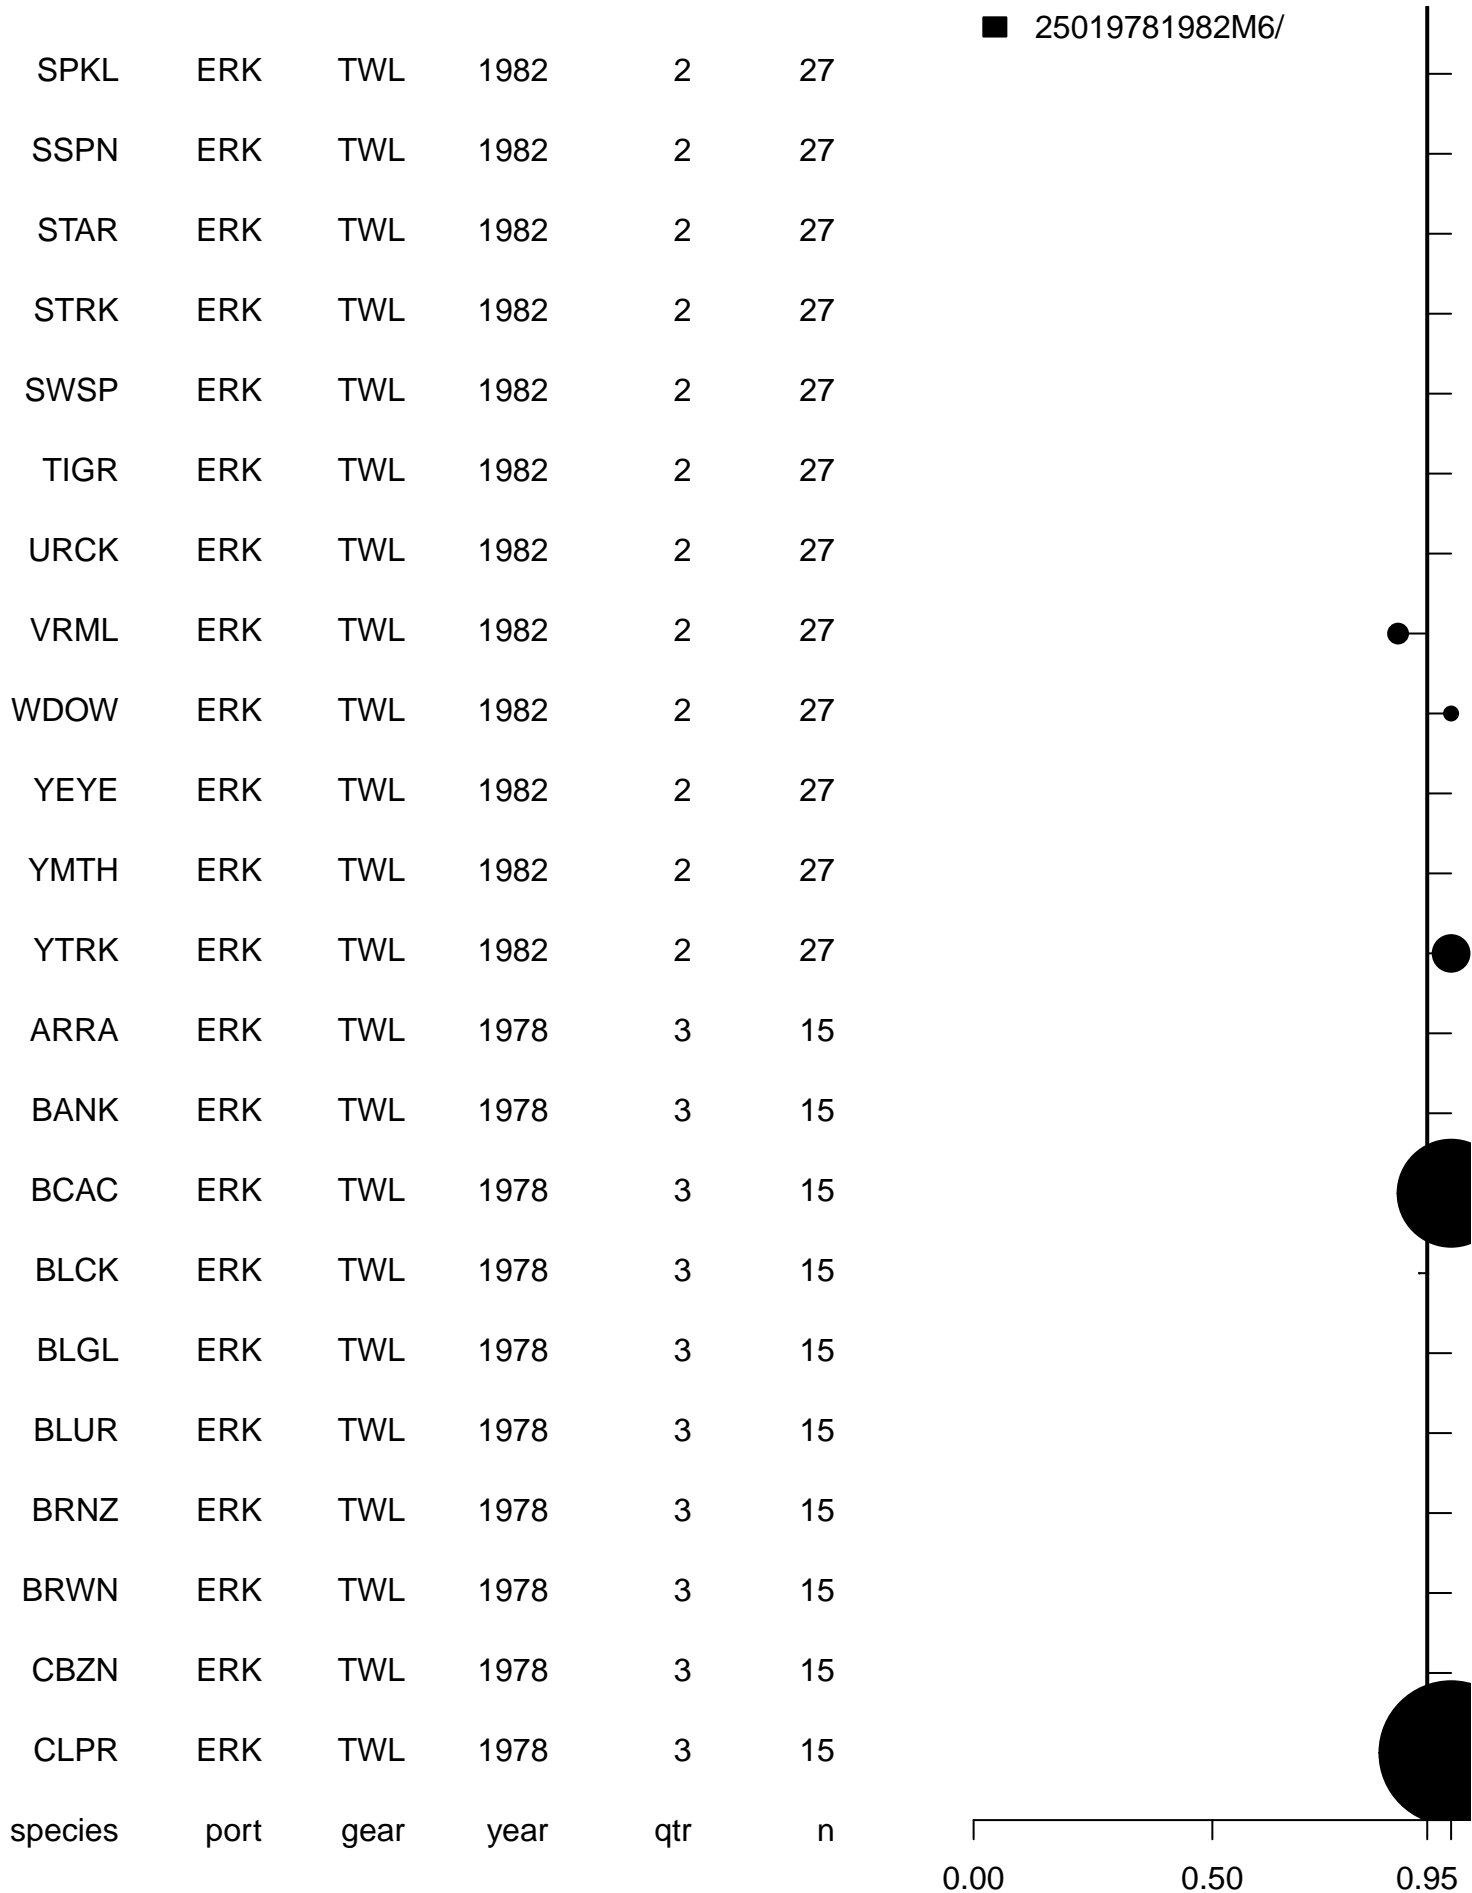 25019781982M6/
SPKL ERK TWL 1982 2 27
SSPN ERK TWL 1982 2 27
STAR ERK TWL 1982 2 27
STRK ERK TWL 1982 2 27
SWSP ERK TWL 1982 2 27
TIGR ERK TWL 1982 2 27
URCK ERK TWL 1982 2 27
VRML ERK TWL 1982 2 27
WDOW ERK TWL 1982 2 27
YEYE ERK TWL 1982 2 27
YMTH ERK TWL 1982 2 27
YTRK ERK TWL 1982 2 27
ARRA ERK TWL 1978 3 15
BANK ERK TWL 1978 3 15
BCAC ERK TWL 1978 3 15
BLCK ERK TWL 1978 3 15
BLGL ERK TWL 1978 3 15
BLUR ERK TWL 1978 3 15
BRNZ ERK TWL 1978 3 15
BRWN ERK TWL 1978 3 15
CBZN ERK TWL 1978 3 15
CLPR ERK TWL 1978 3 15
species port gear year qtr n
0.00 0.50 0.95